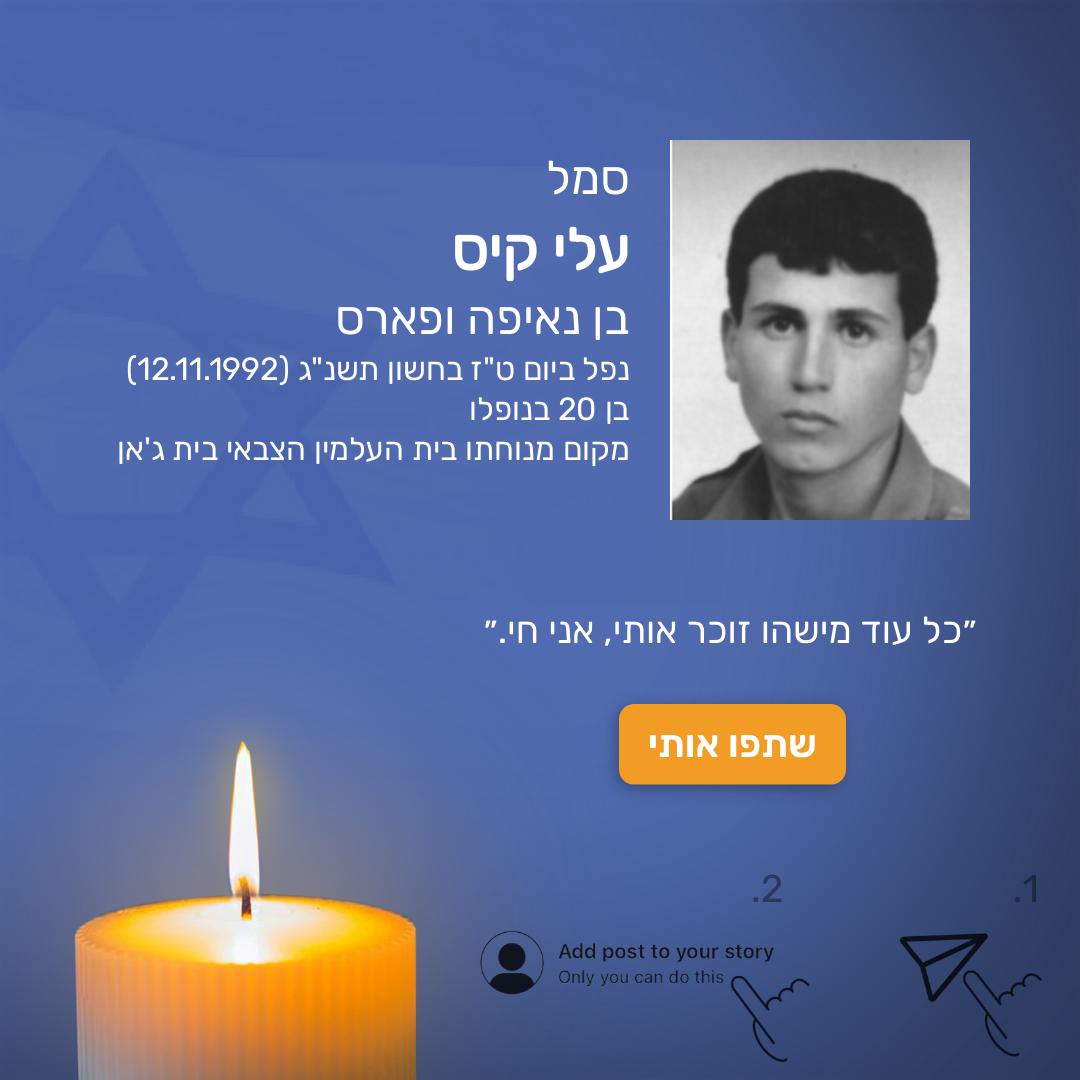 סמל
עלי קיס
בן נאיפה ופארס
נפל ביום ט"ז בחשון תשנ"ג (12.11.1992)
בן 20 בנופלו
מקום מנוחתו בית העלמין הצבאי בית ג'אן
״כל עוד מישהו זוכר אותי, אני חי.״
שתפו אותי
.1
.2
Add post to your story
Only you can do this